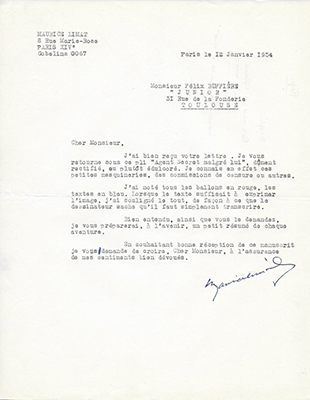 MAURICE LIMAT
8 Rue Marie-Rose
PARIS XIV°
Gobelins 0067
Paris le 12 Janvier 1954
Monsieur Félix BUFFIÈRE
"JUNIOR"
31 Rue de la Fonderie
TOULOUSE
Cher Monsieur,
J'ai bien reçu votre lettre. Je vous
retourne sous ce pli "Agent Secret malgré lui", dûment
rectifié, ou plutôt édulcoré. Je connais en effet ces
petites mesquineries, des commissions de censure ou autres.
J'ai noté tous les ballons en rouge, les
textes en bleu. Lorsque le texte suffisait à exprimer
l'image, j'ai souligné le tout, de façon à ce que le
dessinateur sache qu'il faut simplement transcrire.
Bien entendu, ainsi que vous le demandez,
je vous préparerai, à l'avenir, un petit résumé de chaque
aventure.
En souhaitant bonne réception de ce manuscrit
je vous demande de croire, Cher Monsieur, à l'assurance
de mes sentiments bien dévoués.